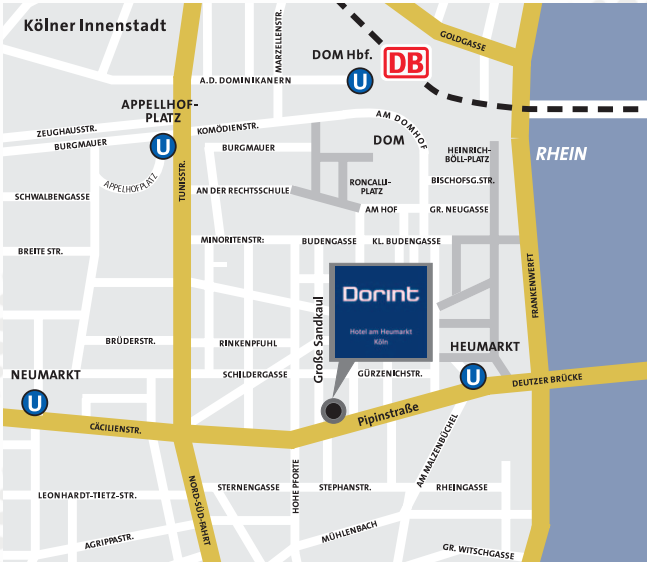 Kölner Innenstadt
MARZELLENSTR.
GOLDGASSE
DOM Hbf.
DB
U
A.D. DOMINIKANERN
APPELLHOF-
PLATZ
U
ZEUGHAUSSTR.
BURGMAUER
KOMÖDIENSTR.
BURGMAUER
AM DOMHOF
DOM
HEINRICH-
BÖLL-PLATZ
RHEIN
APPELHOFPLATZ
TUNISSTR.
SCHWALBENGASSE
AN DER RECHTSSCHULE
RONCALLI-
PLATZ
BISCHOFSG.STR.
AM HOF
GR. NEUGASSE
BREITE STR.
MINORITENSTR:
BUDENGASSE
KL. BUDENGASSE
FRANKENWERFT
Dorint
Hotel am Heumarkt
Köln
Große Sandkaul
BRÜDERSTR.
RINKENPFUHL
HEUMARKT
U
NEUMARKT
U
SCHILDERGASSE
GÜRZENICHSTR.
DEUTZER BRÜCKE
Pipinstraße
CÄCILIENSTR.
AM MALZENBÜCHEL
NORD-SÜD-FAHRT
HOHE PFORTE
LEONHARDT-TIETZ-STR.
STERNENGASSE
STEPHANSTR.
RHEINGASSE
AGRIPPASTR.
MÜHLENBACH
GR. WITSCHGASSE